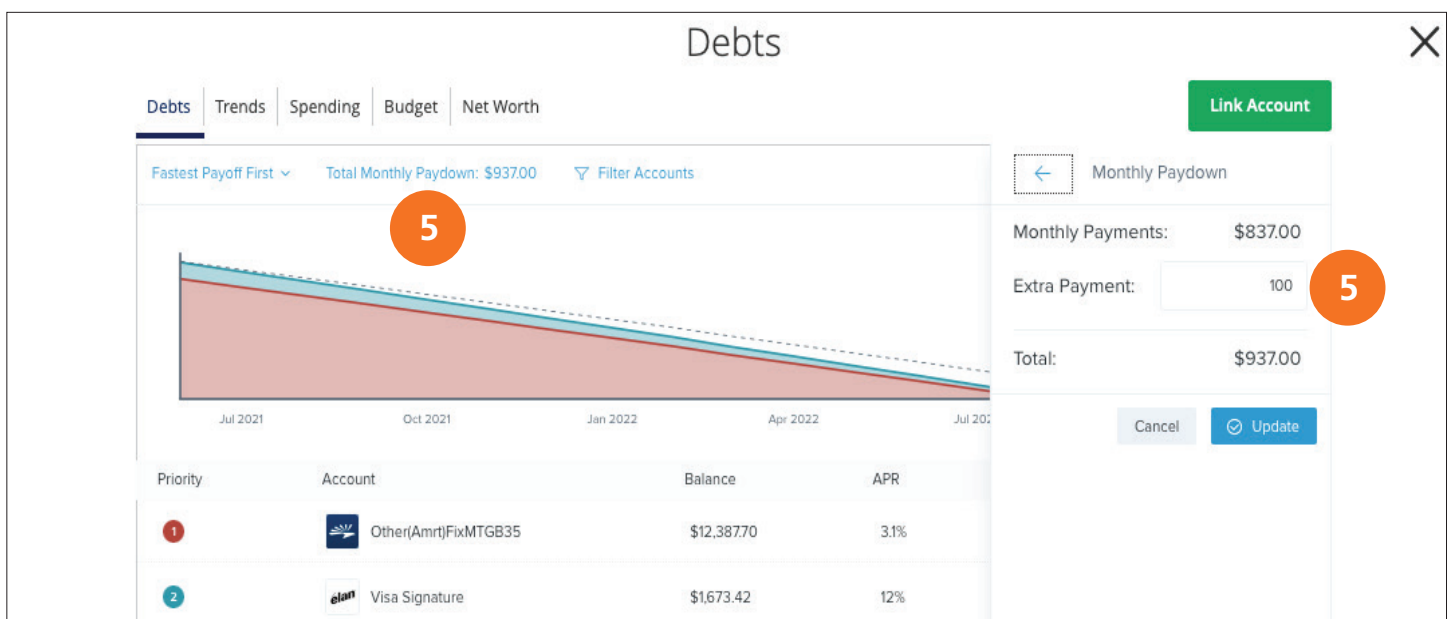 Debts
Debts Trends Spending Budget Net Worth
Link Account
Fastest Payoff First Total Monthly Paydown: $937.00 Filter Accounts
5
Jul 2021 Oct 2021 Jan 2022 Apr 2022 Jul 202
Monthly Paydown
Monthly Payments: $837.00
Extra Payment: 100
5
Total: $937.00
Cancel Update
Priority Account Balance APR
1 Other(Amrt)FixMTGB35 $12,387.70 3.1%
2 élan Visa Signature $1,673.42 12%